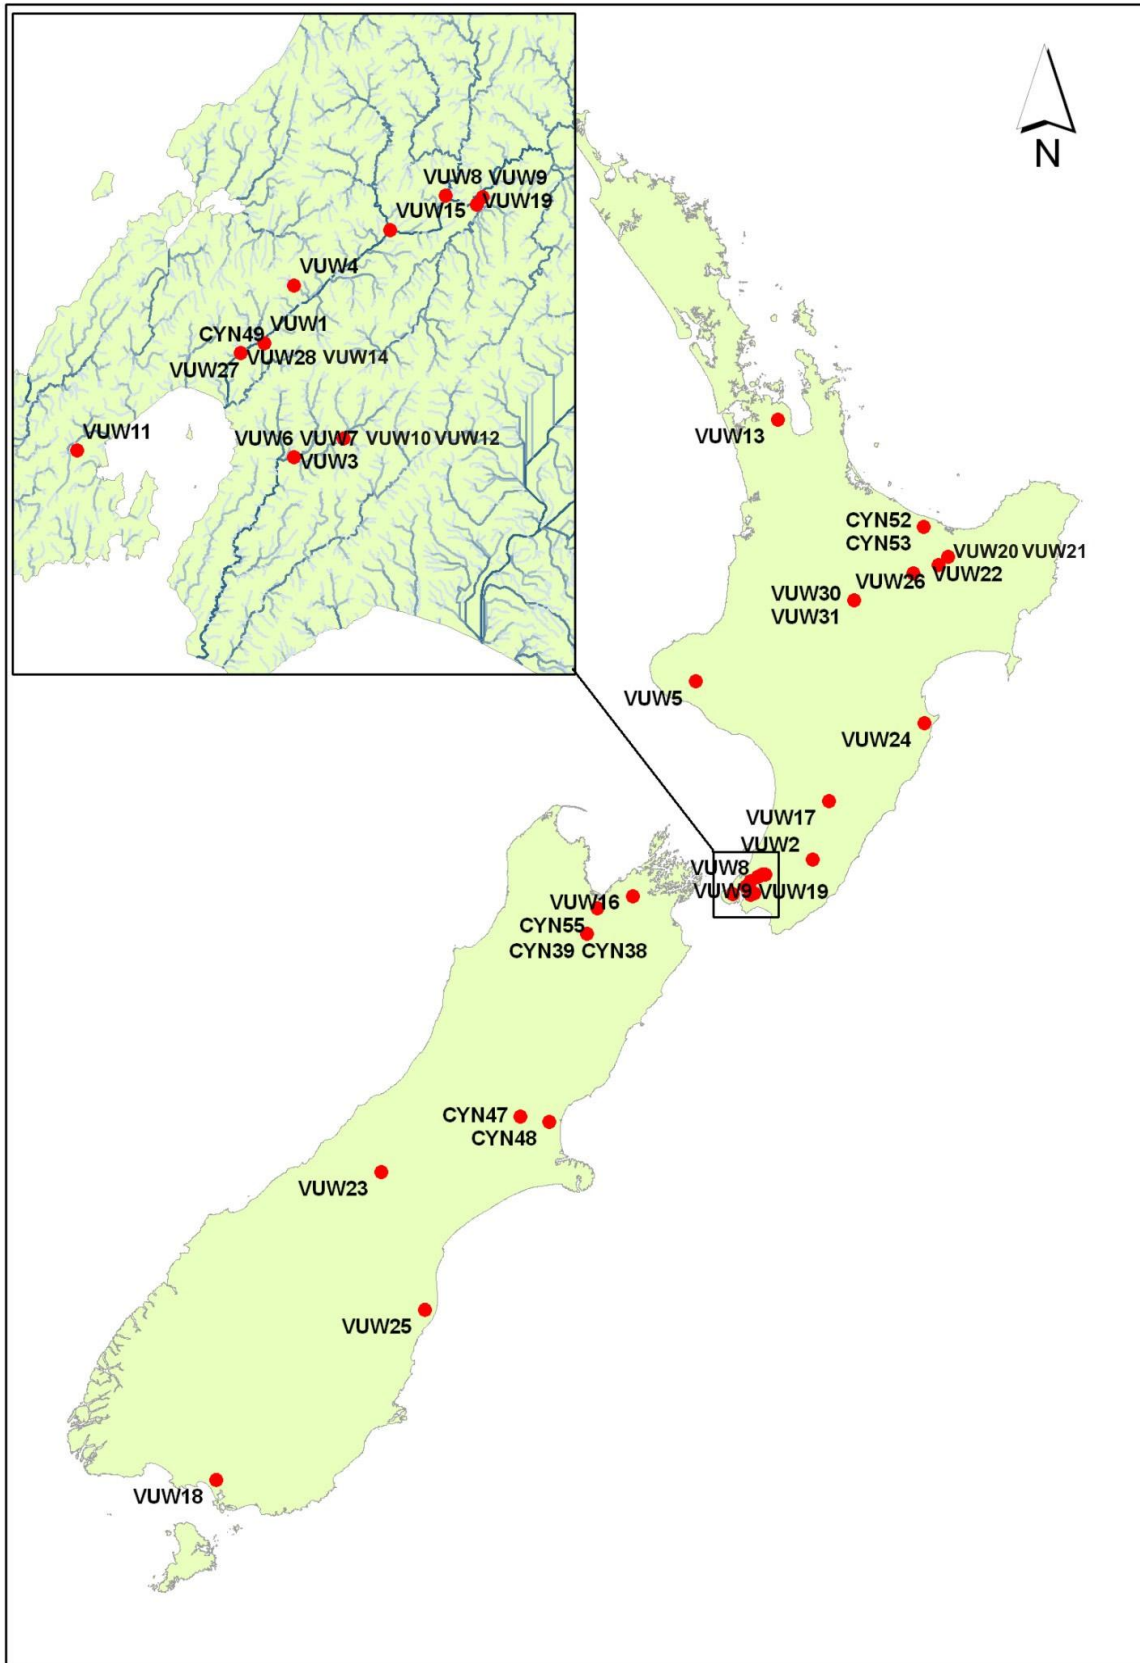 N
VUW8 VUW9
VUW15 VUW19
VUW4
VUW1
CYN49
VUW28 VUW14
VUW27
VUW11
VUW6 VUW7 VUW10 VUW12
VUW3
VUW13
CYN52
CYN53
VUW20 VUW21
VUW22
VUW26
VUW30
VUW31
VUW5
VUW24
VUW17
VUW2
VUW8
VUW9 VUW19
VUW16
CYN55
CYN39 CYN38
CYN47
CYN48
VUW23
VUW25
VUW18